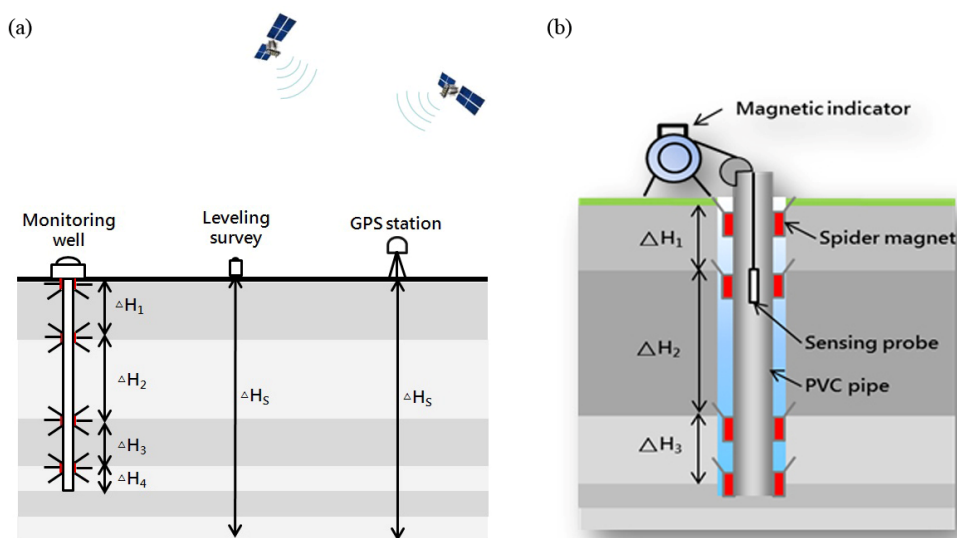 (a)
Monitoring
well
Leveling
survey
GPS station
△H₁
△H₂
△H₃
△H₄
△Hₛ
△Hₛ
(b)
Magnetic indicator
△H₁
Spider magnet
△H₂
Sensing probe
PVC pipe
△H₃